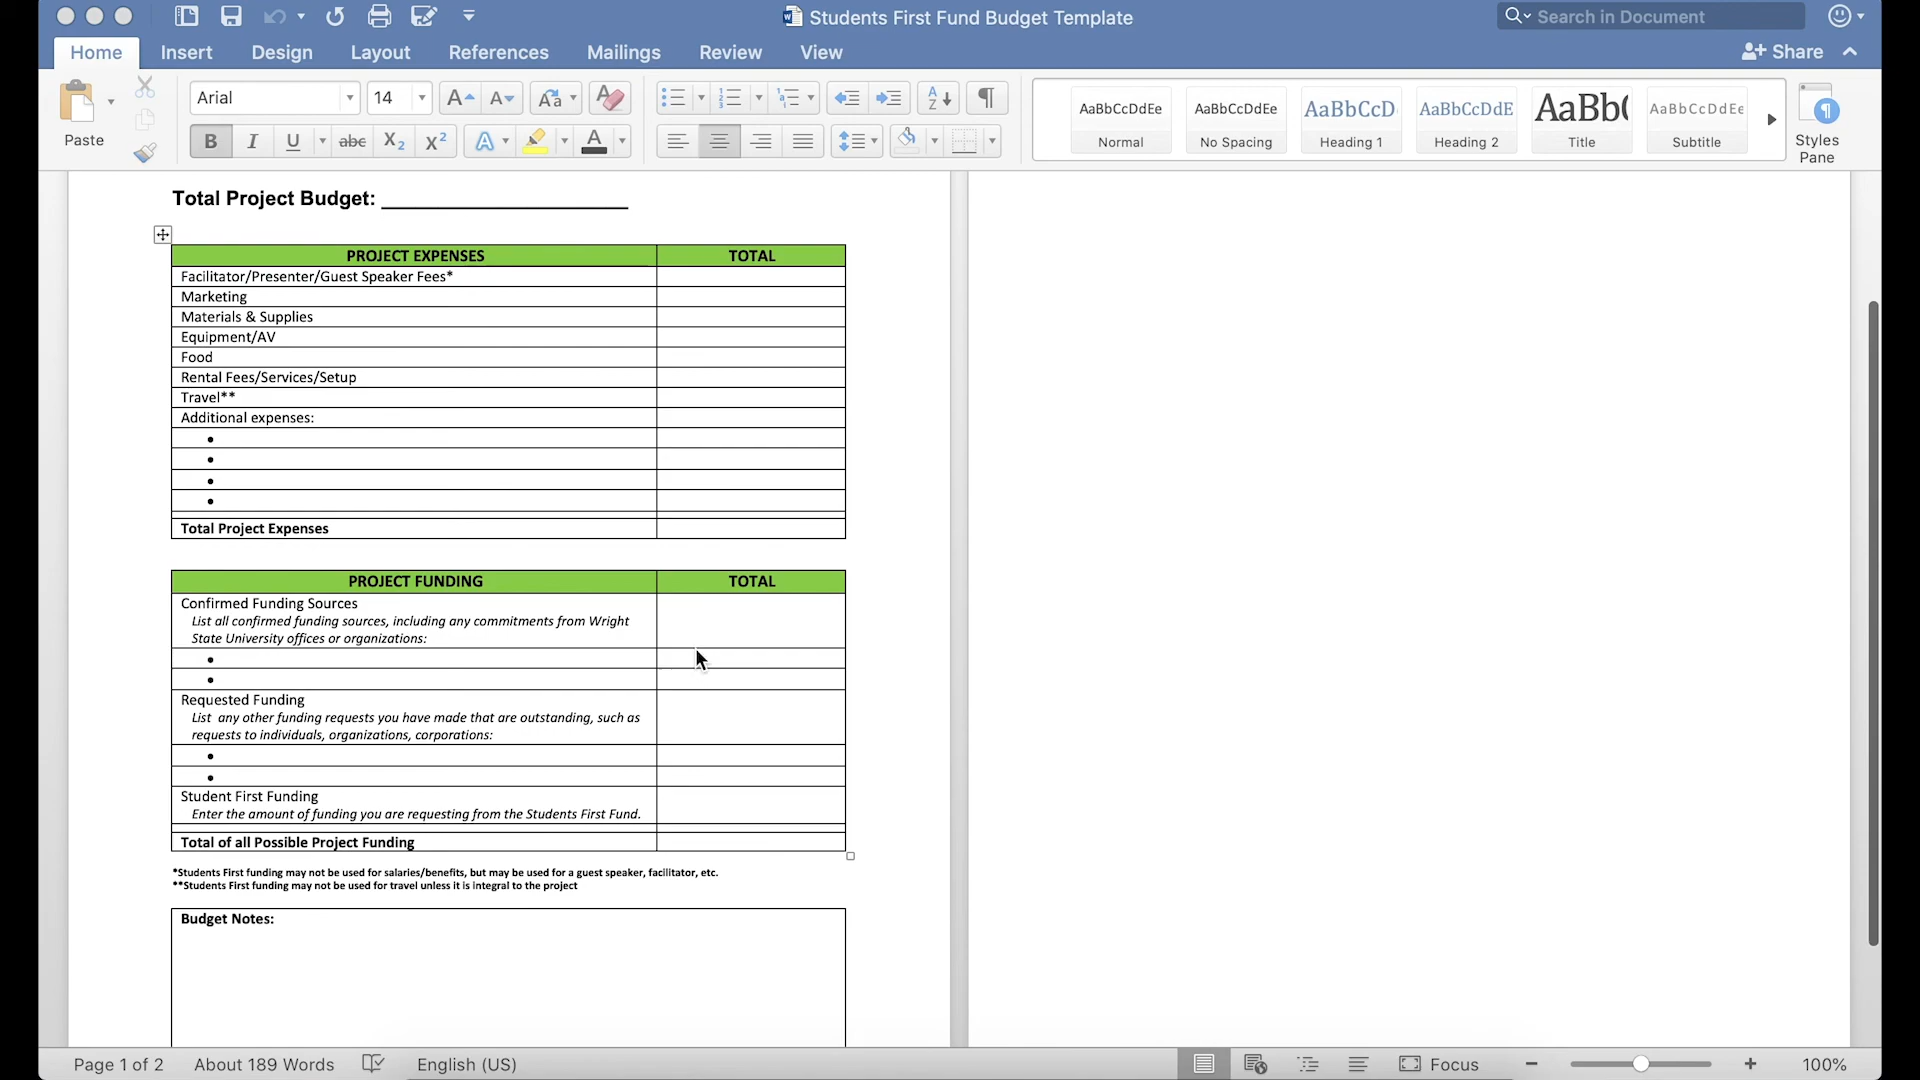 Students First Fund Budget Template
Search in Document
Home Insert Design Layout References Mailings Review View
Share
Paste
Arial 14
A A Aa A
A Z ¶
B I U abc X₂ X² A A
AaBbCcDdEe AaBbCcDdEe AaBbCcD AaBbCcDdE AaBb( AaBbCcDdEe
Normal No Spacing Heading 1 Heading 2 Title Subtitle
Styles
Pane
Total Project Budget: ______________________
PROJECT EXPENSES TOTAL
Facilitator/Presenter/Guest Speaker Fees*
Marketing
Materials & Supplies
Equipment/AV
Food
Rental Fees/Services/Setup
Travel**
Additional expenses:
•
•
•
•
Total Project Expenses
PROJECT FUNDING TOTAL
Confirmed Funding Sources
List all confirmed funding sources, including any commitments from Wright
State University offices or organizations:
•
•
Requested Funding
List any other funding requests you have made that are outstanding, such as
requests to individuals, organizations, corporations:
•
•
Student First Funding
Enter the amount of funding you are requesting from the Students First Fund.
Total of all Possible Project Funding
*Students First funding may not be used for salaries/benefits, but may be used for a guest speaker, facilitator, etc.
**Students First funding may not be used for travel unless it is integral to the project
Budget Notes:
Page 1 of 2 About 189 Words English (US) Focus 100%